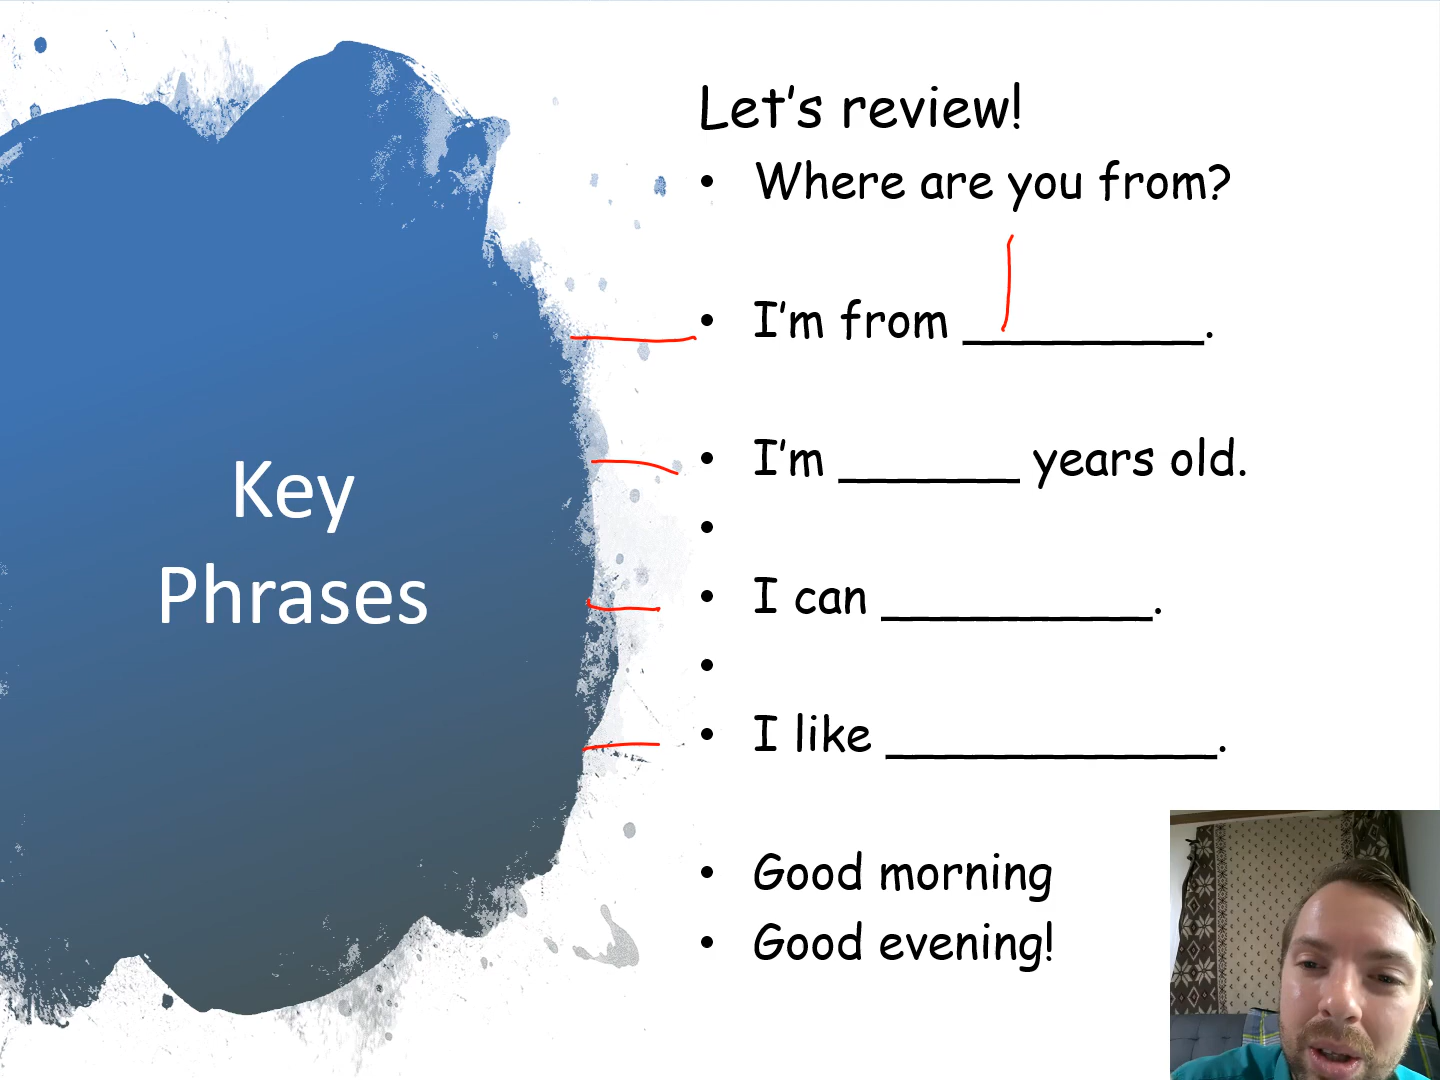 Key
Phrases
Let's review!
• Where are you from?
• I'm from ________.
• I'm ______ years old.
•
• I can _________.
•
• I like ___________.
• Good morning
• Good evening!